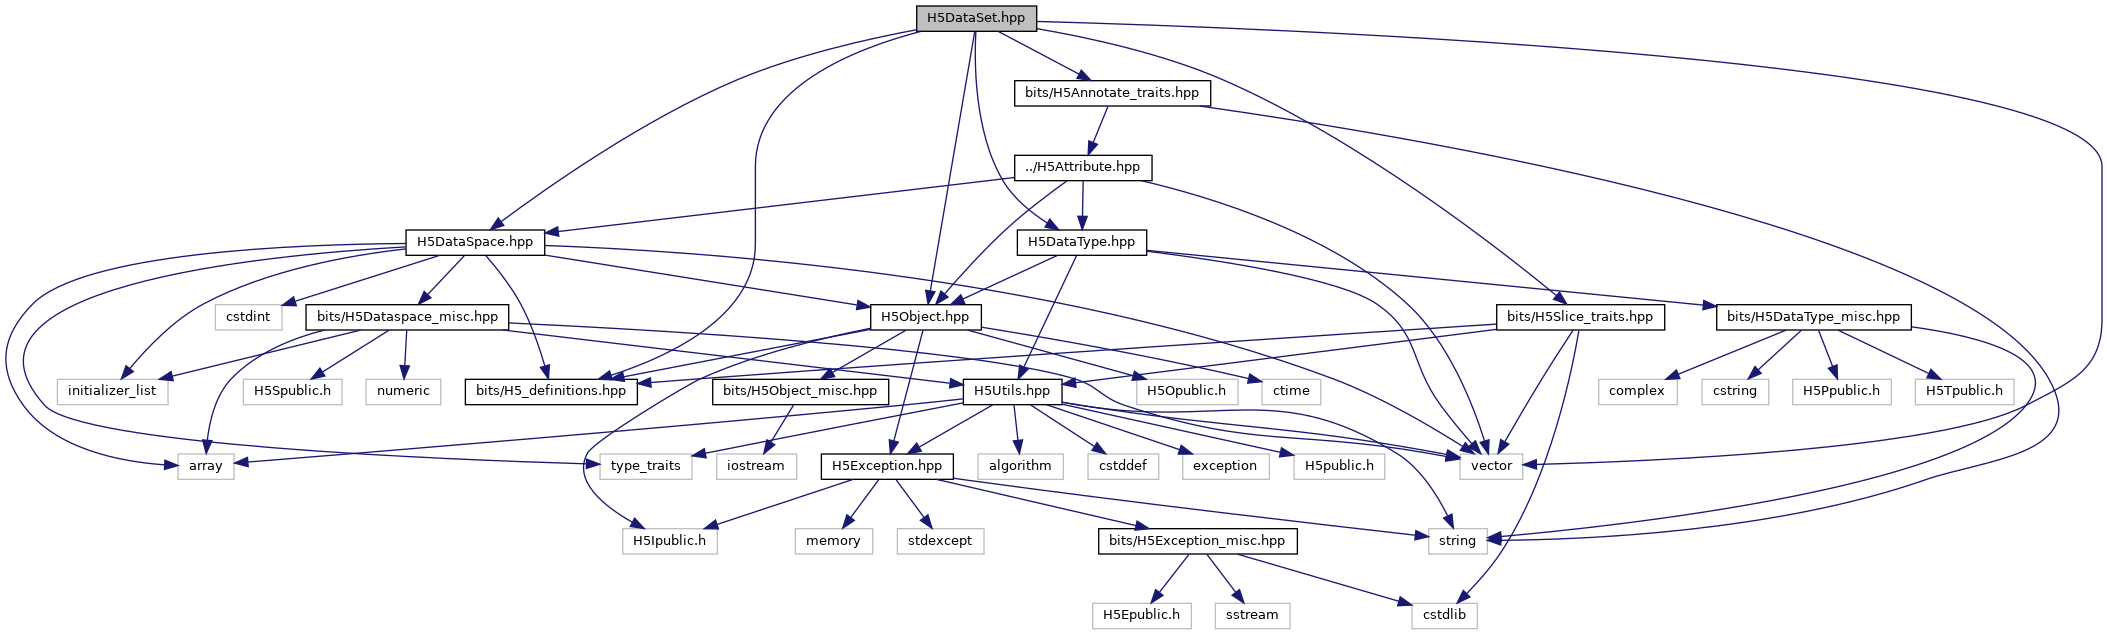 H5DataSet.hpp
bits/H5Annotate_traits.hpp
../H5Attribute.hpp
H5DataSpace.hpp
H5DataType.hpp
cstdint
bits/H5Dataspace_misc.hpp
H5Object.hpp
bits/H5Slice_traits.hpp
bits/H5DataType_misc.hpp
initializer_list
H5Spublic.h
numeric
bits/H5_definitions.hpp
bits/H5Object_misc.hpp
H5Utils.hpp
H5Opublic.h
ctime
complex
cstring
H5Ppublic.h
H5Tpublic.h
array
type_traits
iostream
H5Exception.hpp
algorithm
cstddef
exception
H5public.h
vector
H5Ipublic.h
memory
stdexcept
bits/H5Exception_misc.hpp
string
H5Epublic.h
sstream
cstdlib